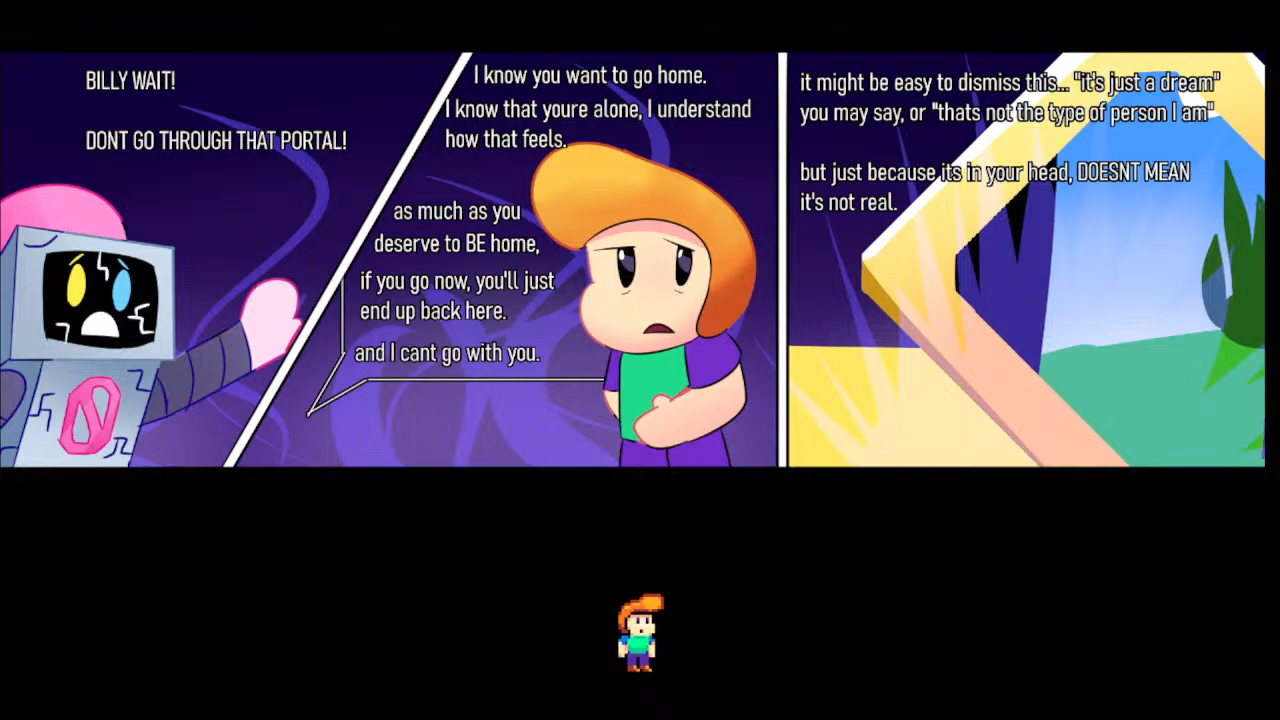 BILLY WAIT!
DONT GO THROUGH THAT PORTAL!
I know you want to go home.
I know that youre alone, I understand
how that feels.
as much as you
deserve to BE home,
if you go now, you'll just
end up back here.
and I cant go with you.
it might be easy to dismiss this... "it's just a dream"
you may say, or "thats not the type of person I am"
but just because its in your head, DOESNT MEAN
it's not real.